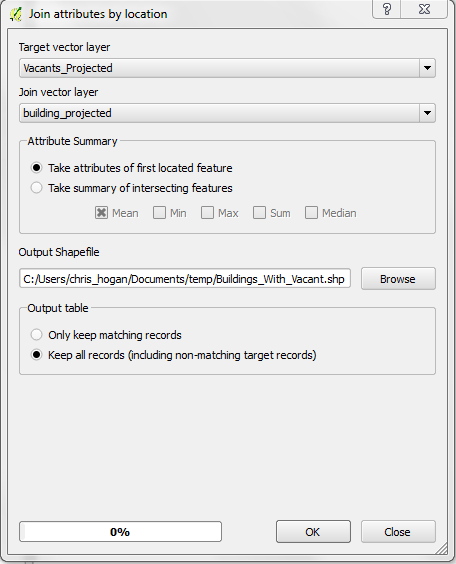 Join attributes by location
Target vector layer
Vacants_Projected
Join vector layer
building_projected
Attribute Summary
Take attributes of first located feature
Take summary of intersecting features
Mean Min Max Sum Median
Output Shapefile
C:/Users/chris_hogan/Documents/temp/Buildings_With_Vacant.shp Browse
Output table
Only keep matching records
Keep all records (including non-matching target records)
0% OK Close